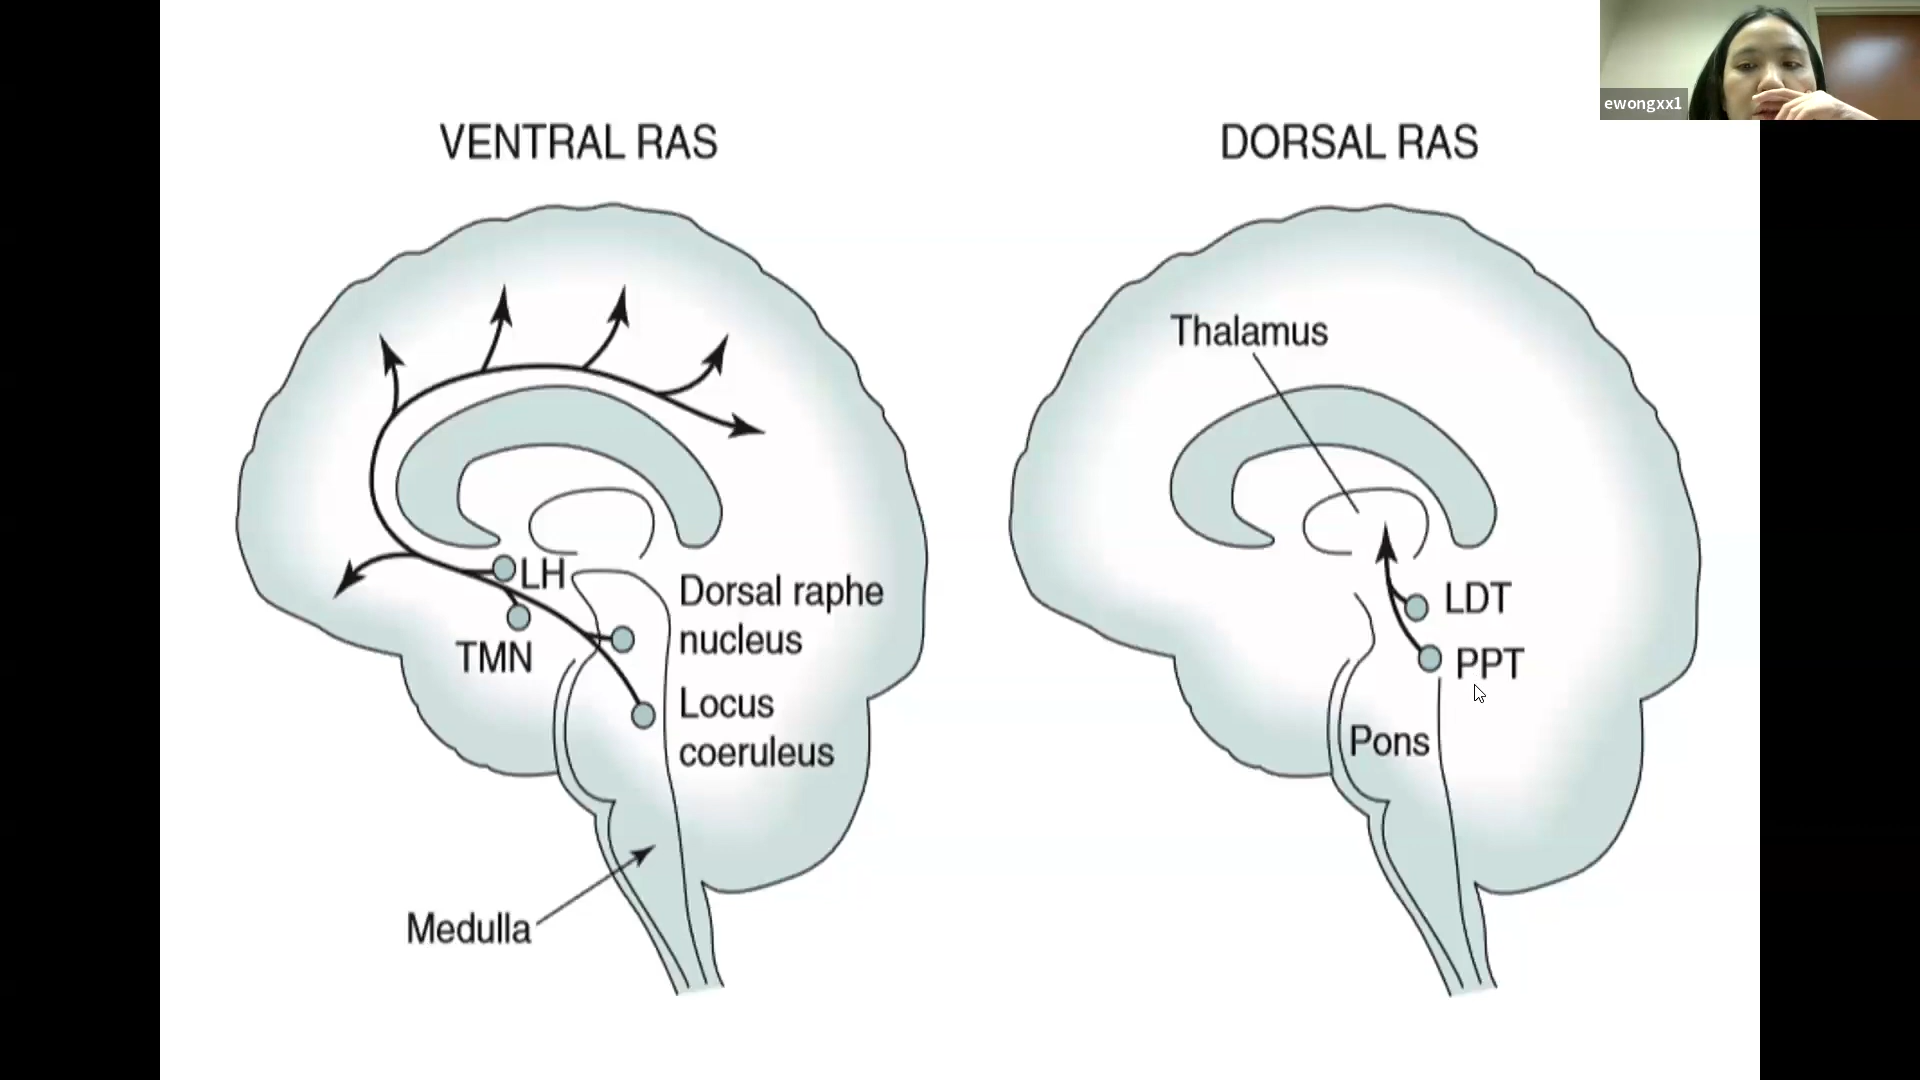 ewongxx1
VENTRAL RAS
LH
TMN
Dorsal raphe
nucleus
Locus
coeruleus
Medulla
DORSAL RAS
Thalamus
LDT
PPT
Pons